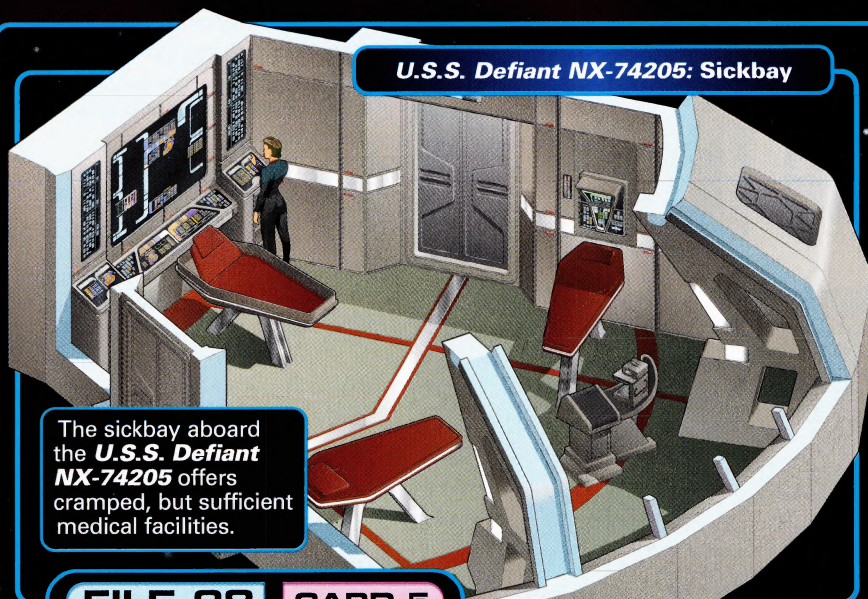 U.S.S. Defiant NX-74205: Sickbay
The sickbay aboard
the U.S.S. Defiant
NX-74205 offers
cramped, but sufficient
medical facilities.